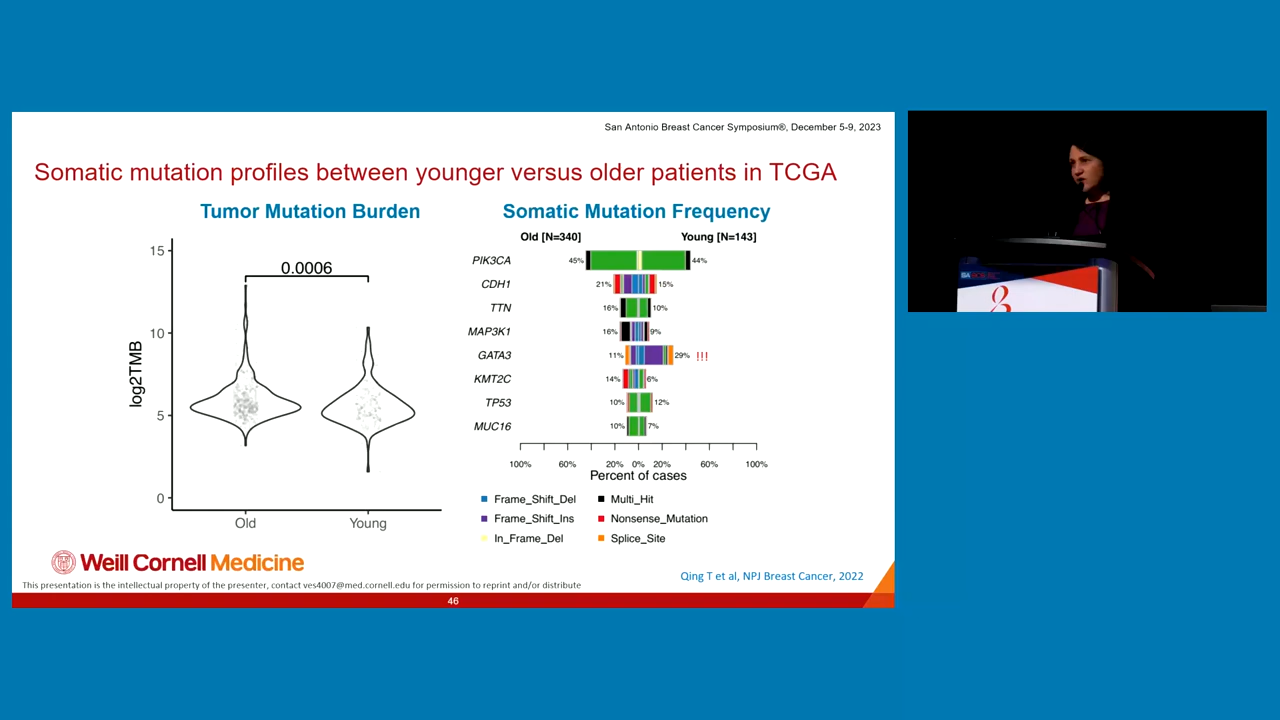 San Antonio Breast Cancer Symposium®, December 5-9, 2023
Somatic mutation profiles between younger versus older patients in TCGA
Tumor Mutation Burden
0.0006
15
10
5
0
log2TMB
Old
Young
Somatic Mutation Frequency
Old [N=340]
Young [N=143]
PIK3CA 45% 44%
CDH1 21% 15%
TTN 16% 10%
MAP3K1 16% 9%
GATA3 11% 29% !!!
KMT2C 14% 6%
TP53 10% 12%
MUC16 10% 7%
100% 60% 20% 0% 20% 60% 100%
Percent of cases
Frame_Shift_Del
Multi_Hit
Frame_Shift_Ins
Nonsense_Mutation
In_Frame_Del
Splice_Site
Weill Cornell Medicine
Qing T et al, NPJ Breast Cancer, 2022
This presentation is the intellectual property of the presenter, contact ves4007@med.cornell.edu for permission to reprint and/or distribute
46